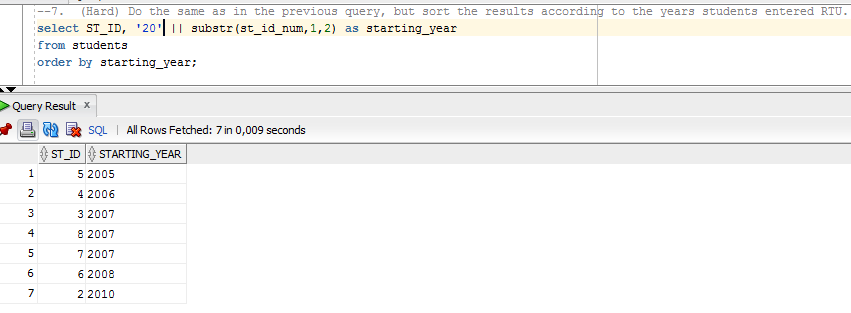 --7. (Hard) Do the same as in the previous query, but sort the results according to the years students entered RTU.
select ST_ID, '20' || substr(st_id_num,1,2) as starting_year
from students
order by starting_year;
Query Result x
SQL | All Rows Fetched: 7 in 0,009 seconds
ST_ID STARTING_YEAR
1 5 2005
2 4 2006
3 3 2007
4 8 2007
5 7 2007
6 6 2008
7 2 2010